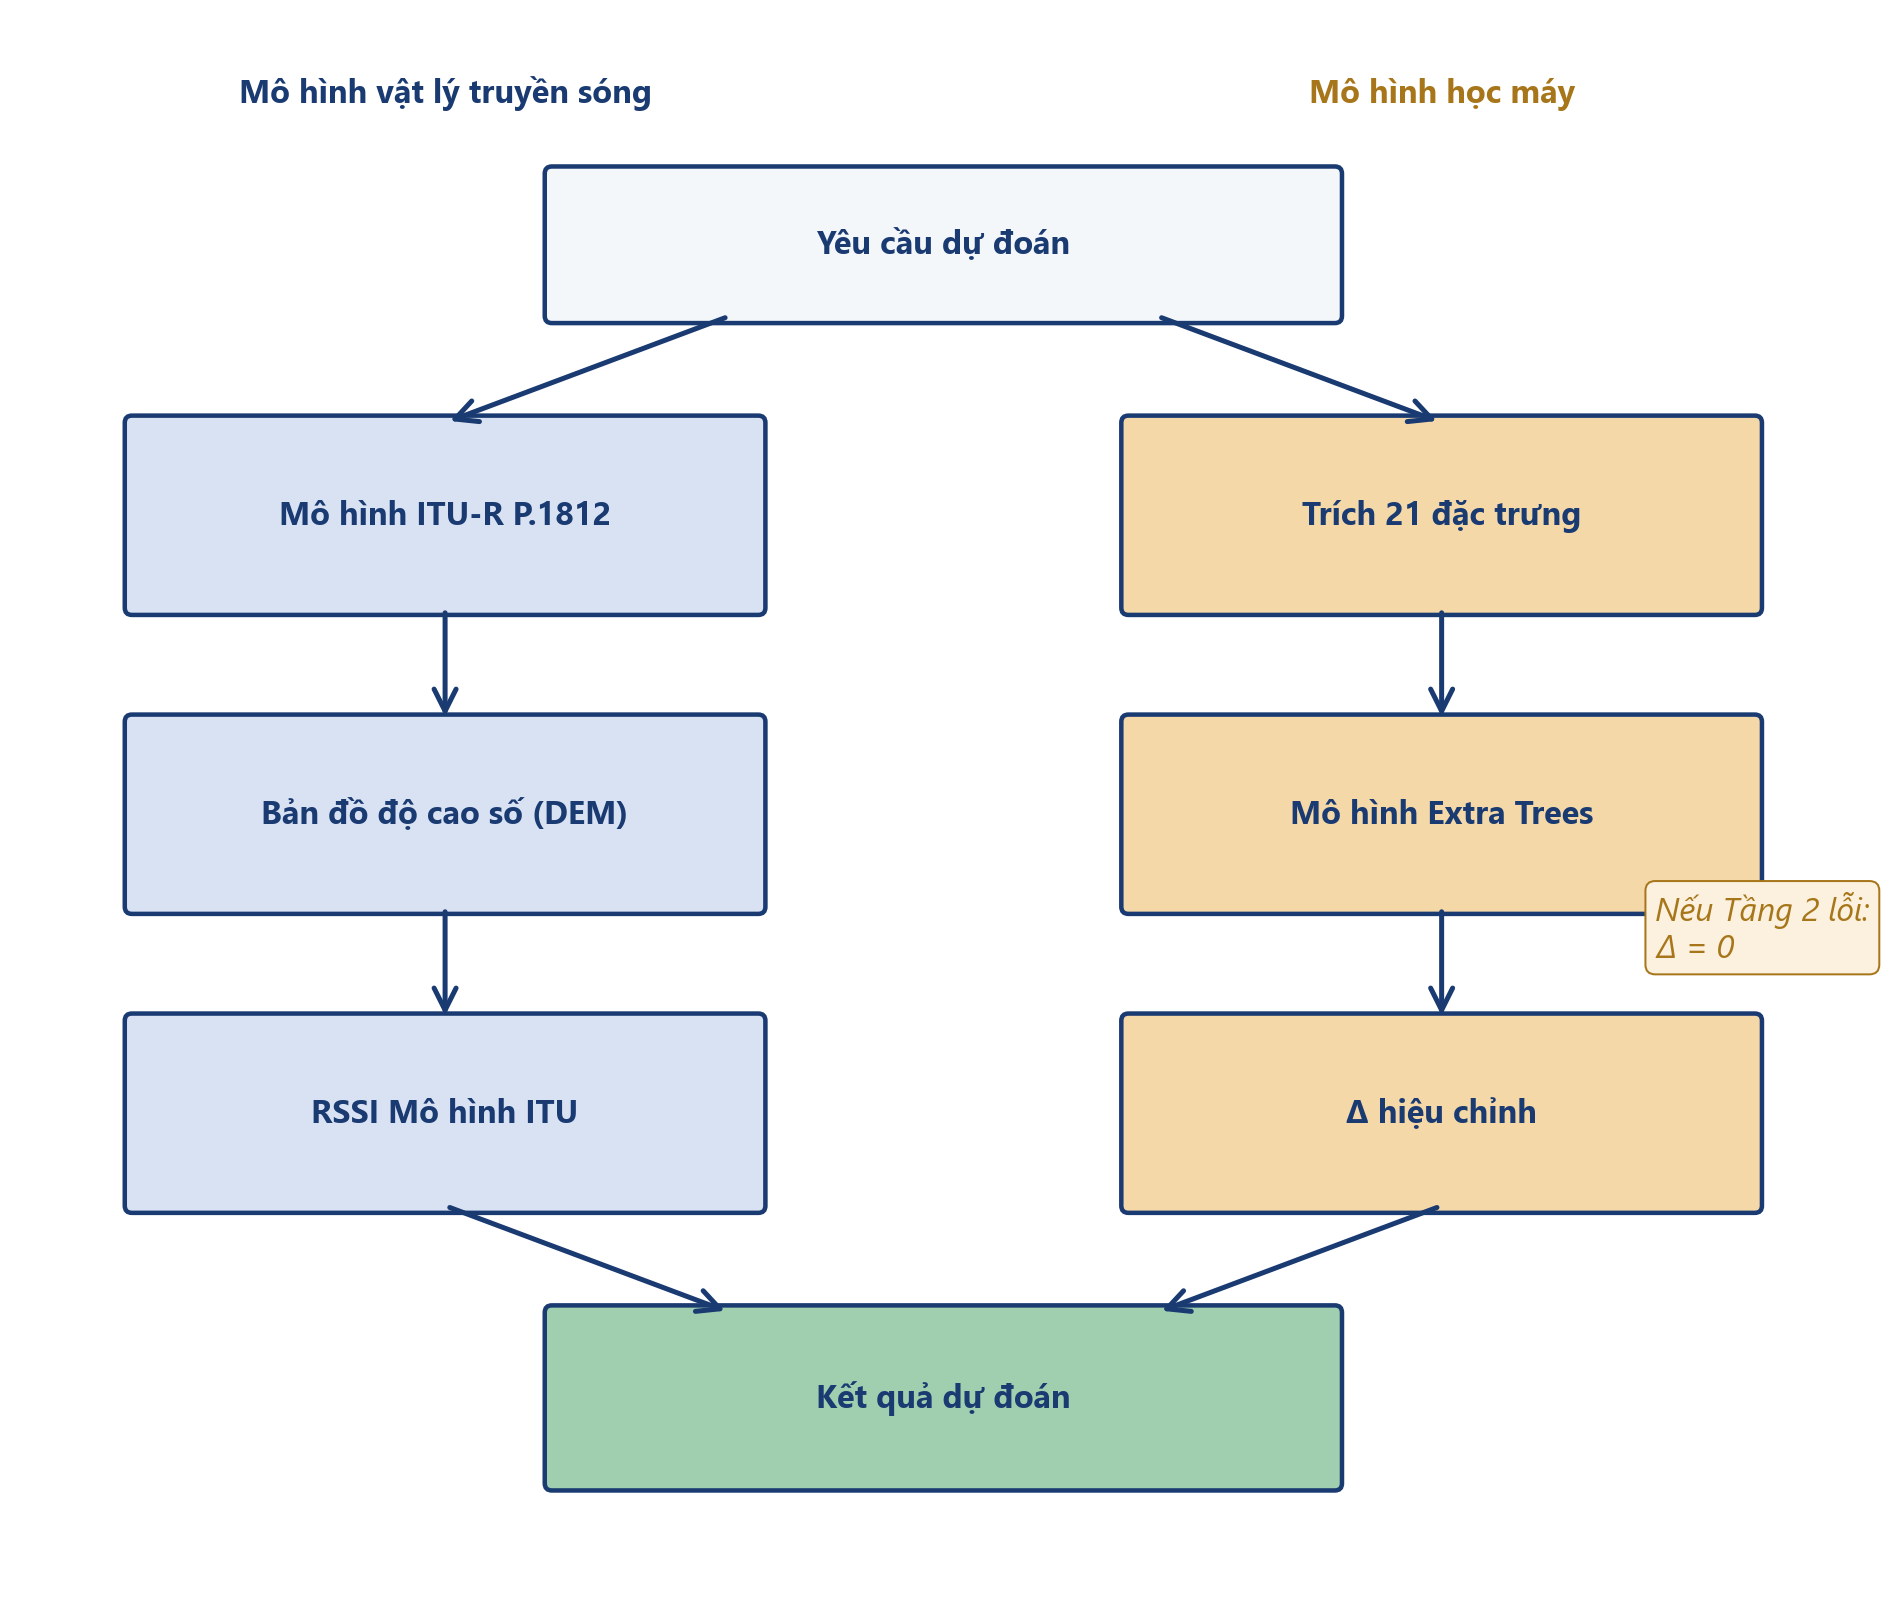 Mô hình vật lý truyền sóng
Mô hình học máy
Yêu cầu dự đoán
Mô hình ITU-R P.1812
Trích 21 đặc trưng
Bản đồ độ cao số (DEM)
Mô hình Extra Trees
Nếu Tầng 2 lỗi:
Δ = 0
RSSI Mô hình ITU
Δ hiệu chỉnh
Kết quả dự đoán